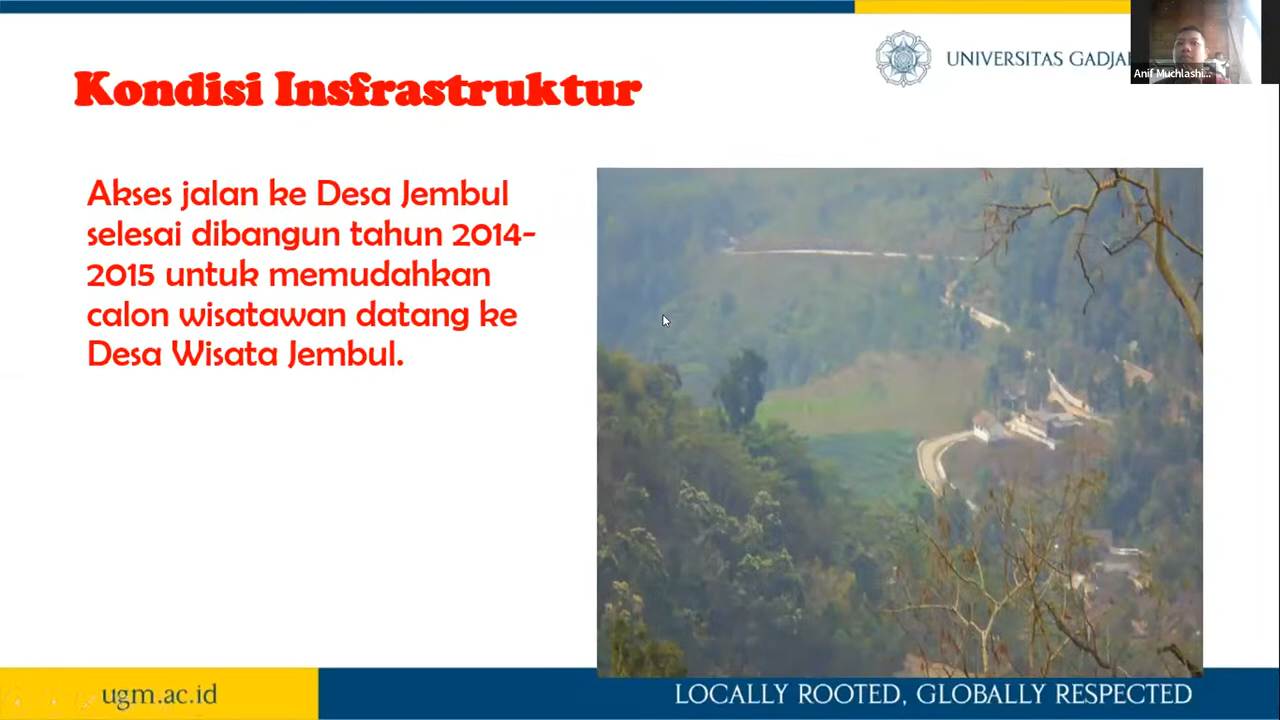 UNIVERSITAS GADJA
Anif Muchlashi...
Kondisi Insfrastruktur
Akses jalan ke Desa Jembul
selesai dibangun tahun 2014-
2015 untuk memudahkan
calon wisatawan datang ke
Desa Wisata Jembul.
ugm.ac.id
LOCALLY ROOTED, GLOBALLY RESPECTED